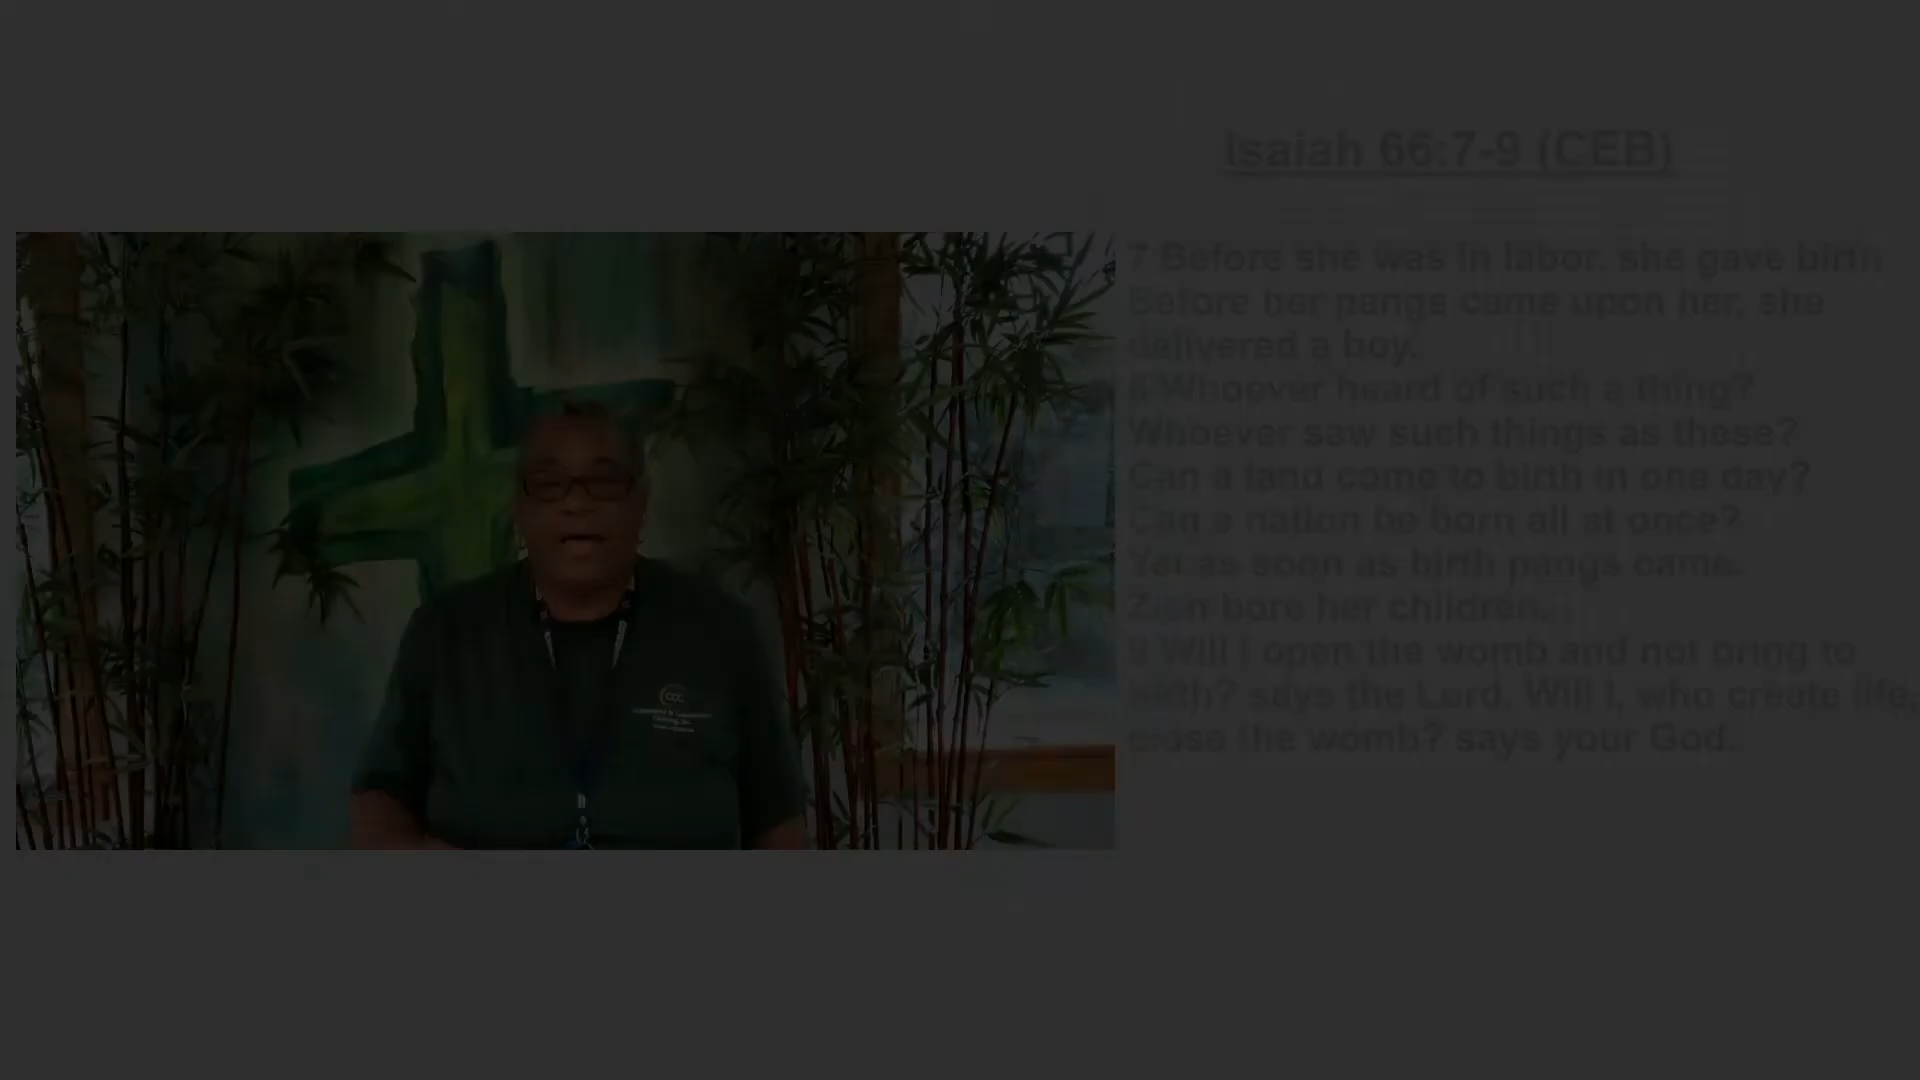 Isaiah 66:7-9 (CEB)
7 Before she was in labor, she gave birth
Before her pangs came upon her, she
delivered a boy.
8 Whoever heard of such a thing?
Whoever saw such things as these?
Can a land come to birth in one day?
Can a nation be born all at once?
Yet as soon as birth pangs came,
Zion bore her children.
9 Will I open the womb and not bring to
birth? says the Lord, Will I, who create life,
close the womb? says your God.
CCC